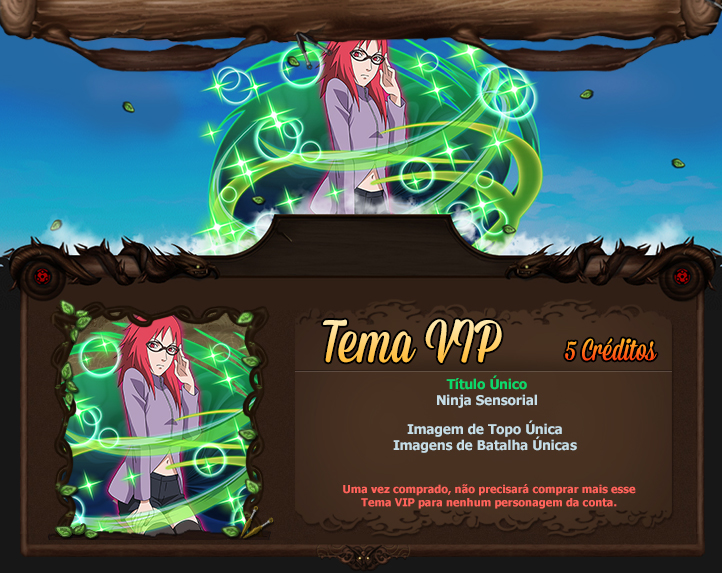 Tema VIP
5 Créditos
Título Único
Ninja Sensorial
Imagem de Topo Única
Imagens de Batalha Únicas
Uma vez comprado, não precisará comprar mais esse
Tema VIP para nenhum personagem da conta.